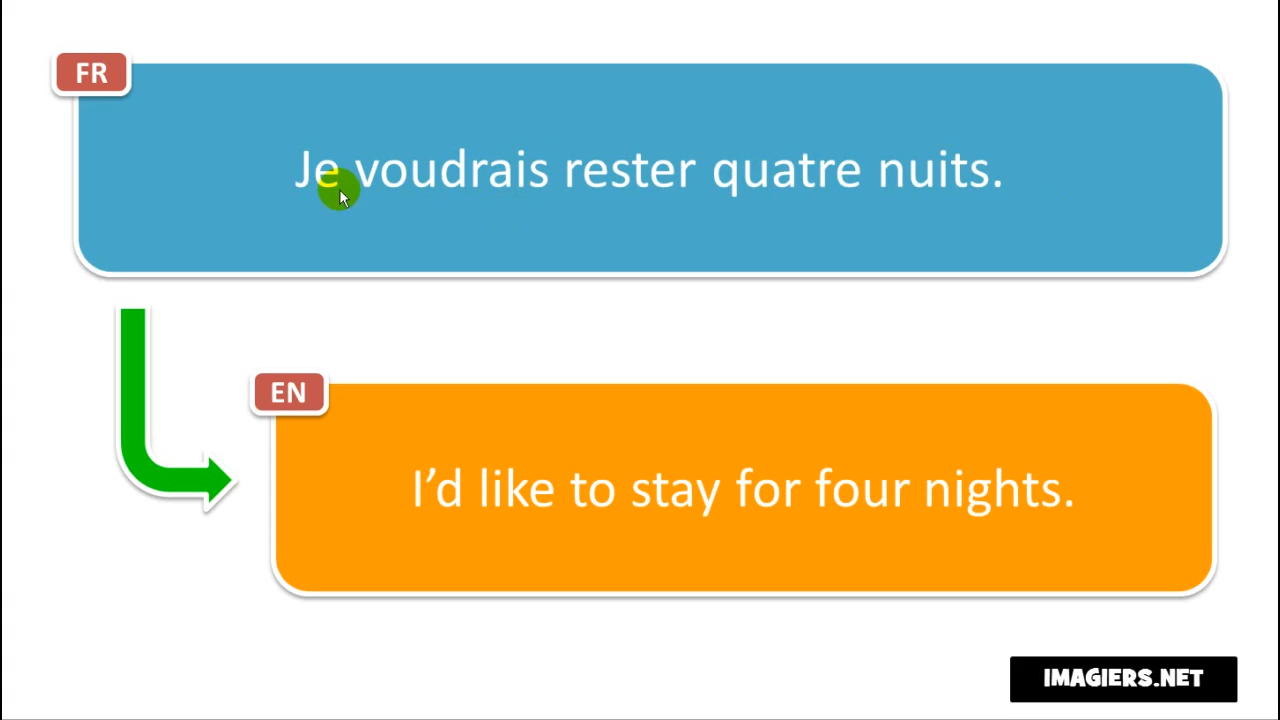 FR
Je voudrais rester quatre nuits.
EN
I’d like to stay for four nights.
IMAGIERS.NET